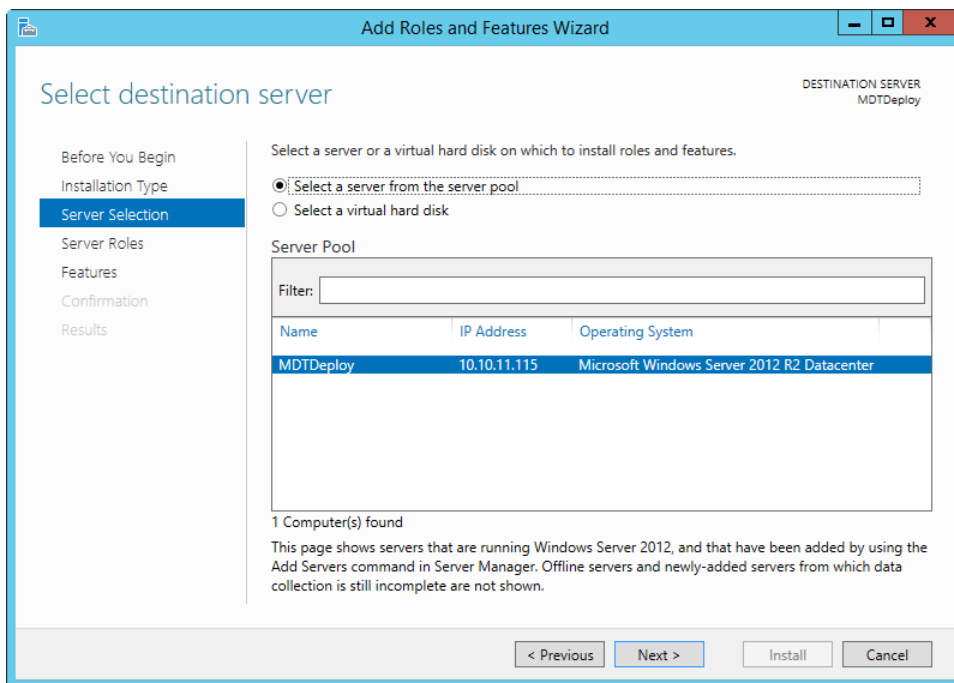 Add Roles and Features Wizard
Select destination server
DESTINATION SERVER
MDTDeploy
Before You Begin
Installation Type
Server Selection
Server Roles
Features
Confirmation
Results
Select a server or a virtual hard disk on which to install roles and features.
Select a server from the server pool
Select a virtual hard disk
Server Pool
Filter:
Name IP Address Operating System
MDTDeploy 10.10.11.115 Microsoft Windows Server 2012 R2 Datacenter
1 Computer(s) found
This page shows servers that are running Windows Server 2012, and that have been added by using the
Add Servers command in Server Manager. Offline servers and newly-added servers from which data
collection is still incomplete are not shown.
< Previous Next > Install Cancel